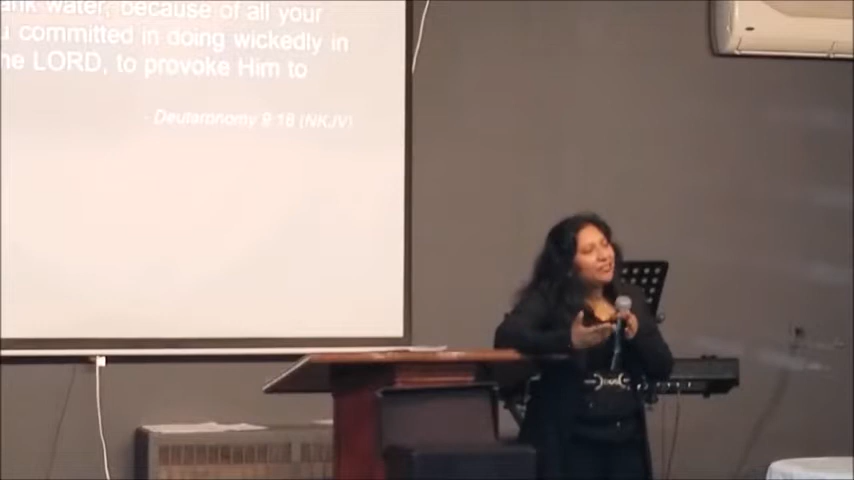 ank water, because of all your
u committed in doing wickedly in
he LORD, to provoke Him to
- Deuteronomy 9:18 (NKJV)